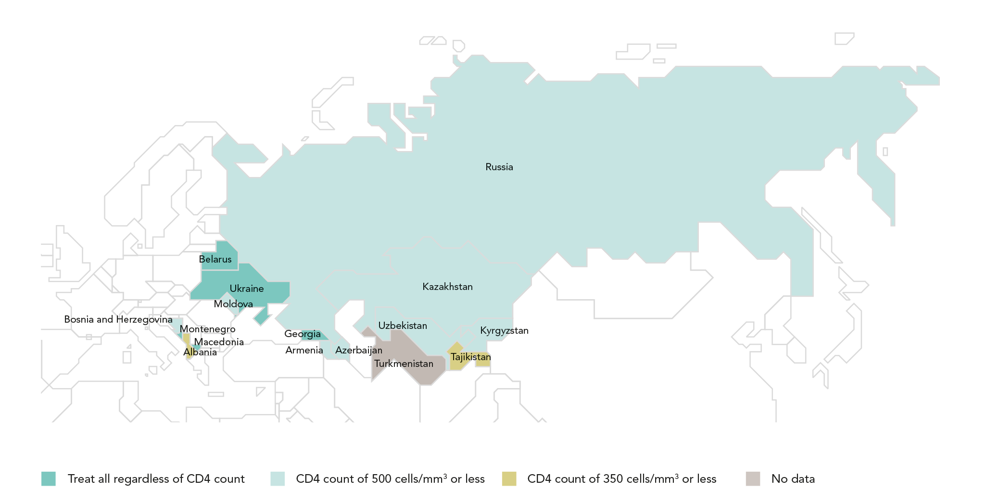 Russia
Belarus
Kazakhstan
Ukraine
Moldova
Bosnia and Herzegovina
Uzbekistan
Montenegro
Kyrgyzstan
Georgia
Macedonia
Armenia
Azerbaijan
Albania
Tajikistan
Turkmenistan
Treat all regardless of CD4 count
CD4 count of 500 cells/mm³ or less
CD4 count of 350 cells/mm³ or less
No data